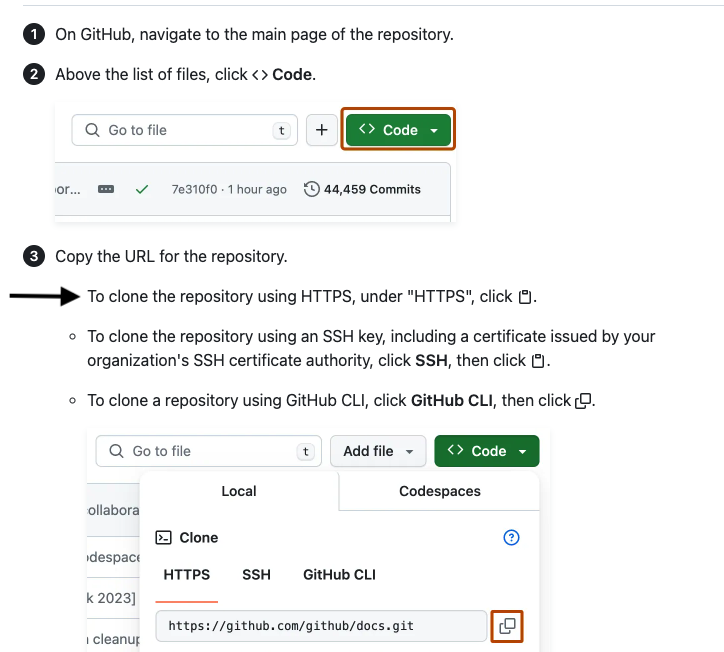 1 On GitHub, navigate to the main page of the repository.
2 Above the list of files, click <> Code.
Go to file t + <> Code
or... 7e310f0 · 1 hour ago 44,459 Commits
3 Copy the URL for the repository.
To clone the repository using HTTPS, under "HTTPS", click .
To clone the repository using an SSH key, including a certificate issued by your
organization's SSH certificate authority, click SSH, then click .
To clone a repository using GitHub CLI, click GitHub CLI, then click .
Go to file t Add file <> Code
Local Codespaces
ollabora
Clone ?
odespace
HTTPS SSH GitHub CLI
k 2023]
https://github.com/github/docs.git
n cleanup